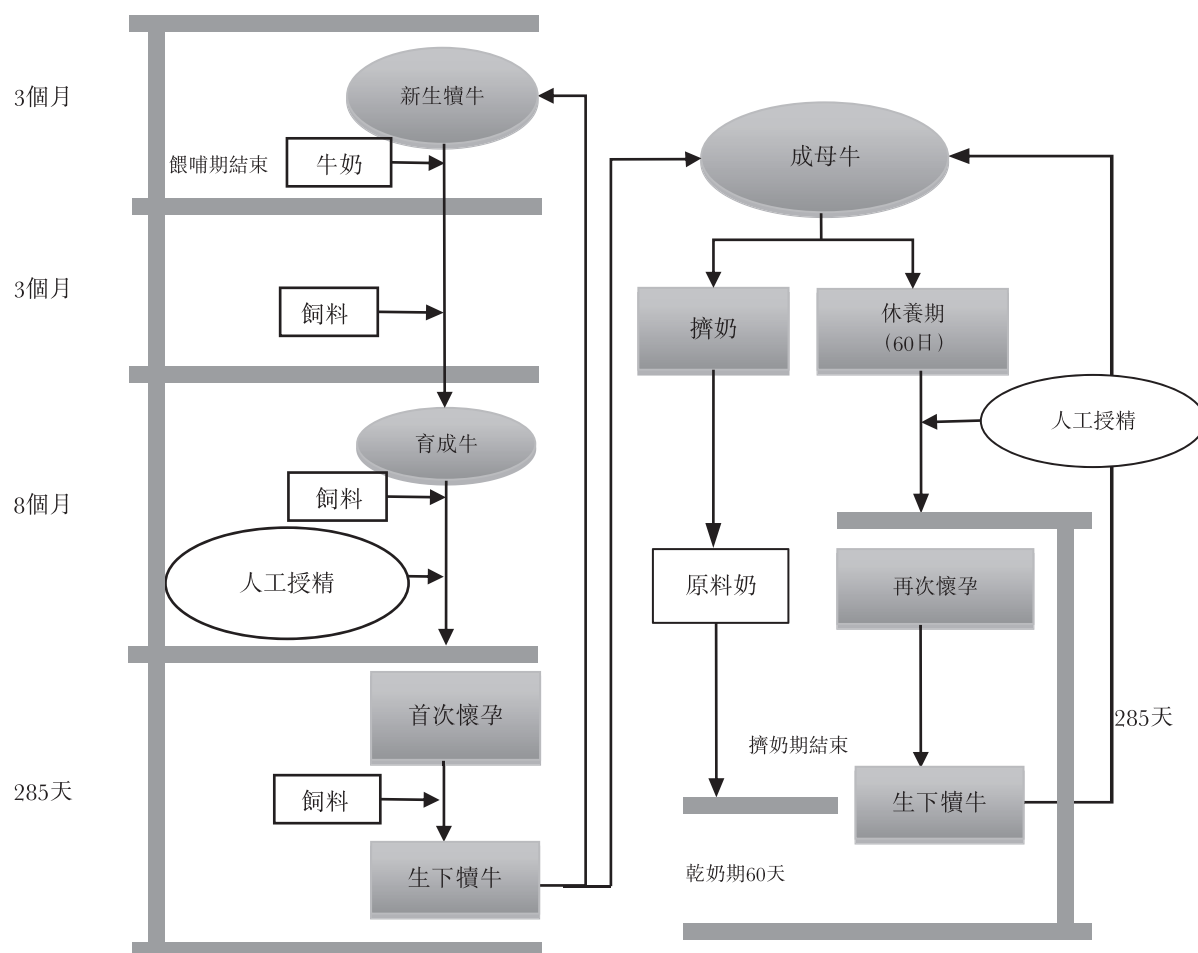 3個月
新生犢牛
餵哺期結束
牛奶
3個月
飼料
育成牛
8個月
飼料
人工授精
首次懷孕
285天
飼料
生下犢牛
成母牛
擠奶
休養期
(60日)
人工授精
原料奶
再次懷孕
285天
擠奶期結束
生下犢牛
乾奶期60天